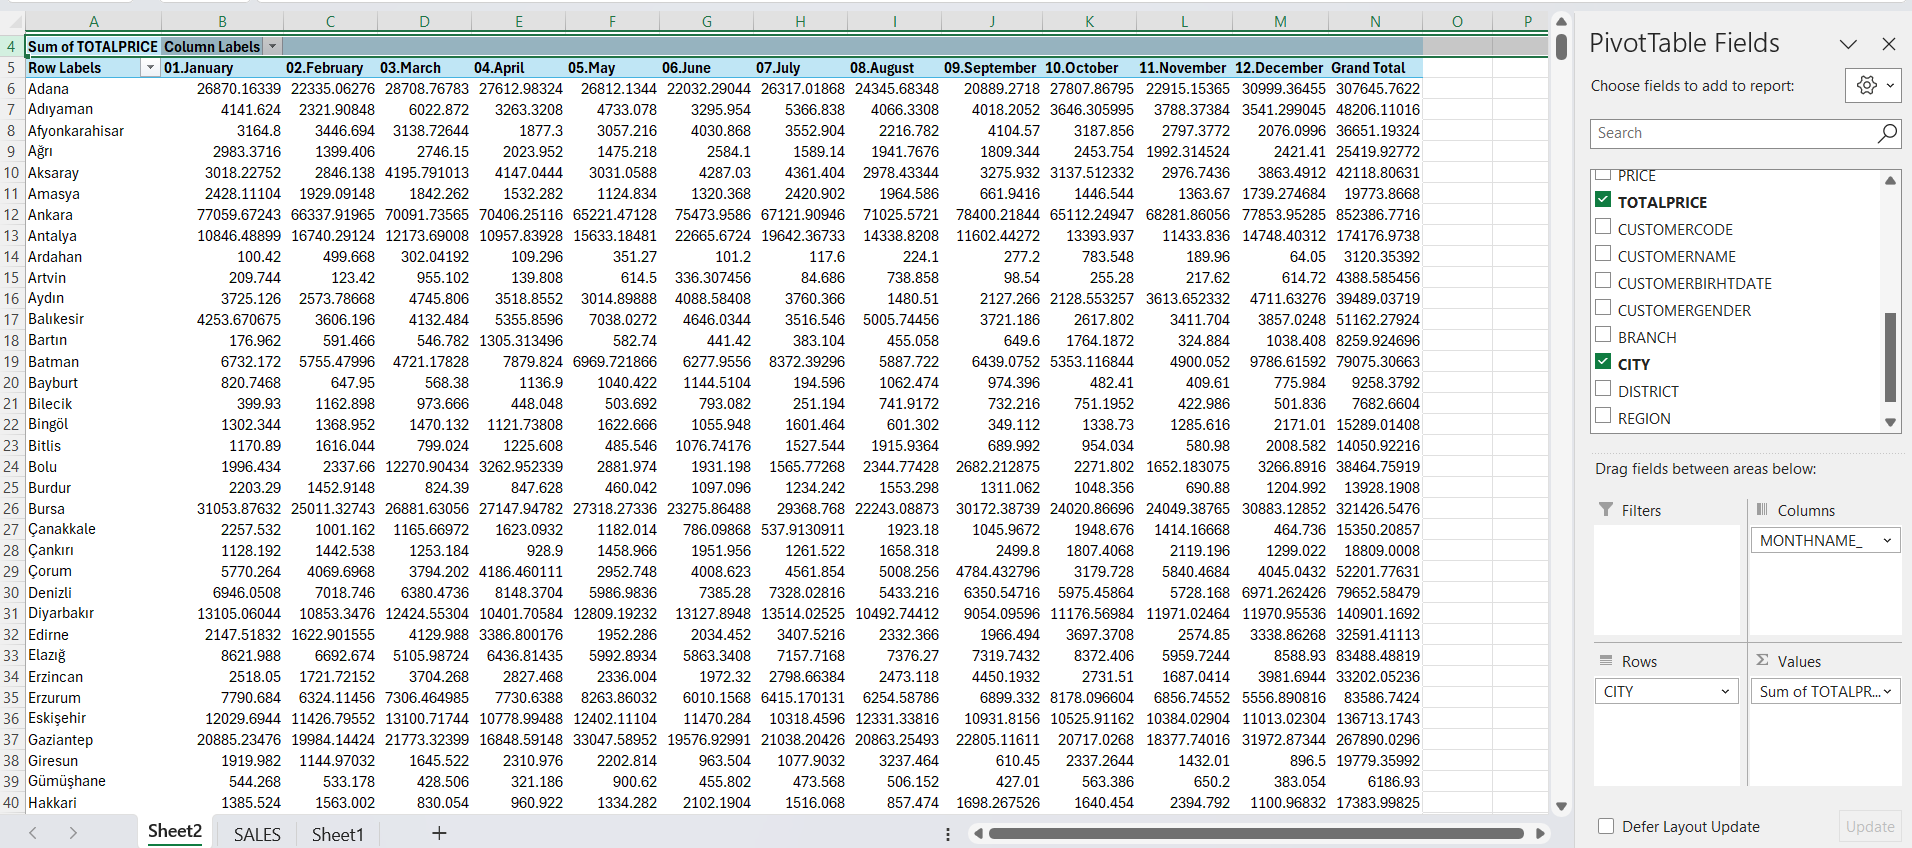 A B C D E F G H I J K L M N O P
4 Sum of TOTALPRICE Column Labels
5 Row Labels 01.January 02.February 03.March 04.April 05.May 06.June 07.July 08.August 09.September 10.October 11.November 12.December Grand Total
6 Adana 26870.16339 22335.06276 28708.76783 27612.98324 26812.1344 22032.29044 26317.01868 24345.68348 20889.2718 27807.86795 22915.15365 30999.36455 307645.7622
7 Adıyaman 4141.624 2321.90848 6022.872 3263.3208 4733.078 3295.954 5366.838 4066.3308 4018.2052 3646.305995 3788.37384 3541.299045 48206.11016
8 Afyonkarahisar 3164.8 3446.694 3138.72644 1877.3 3057.216 4030.868 3552.904 2216.782 4104.57 3187.856 2797.3772 2076.0996 36651.19324
9 Ağrı 2983.3716 1399.406 2746.15 2023.952 1475.218 2584.1 1589.14 1941.7676 1809.344 2453.754 1992.314524 2421.41 25419.92772
10 Aksaray 3018.22752 2846.138 4195.791013 4147.0444 3031.0588 4287.03 4361.404 2978.43344 3275.932 3137.512332 2976.7436 3863.4912 42118.80631
11 Amasya 2428.11104 1929.09148 1842.262 1532.282 1124.834 1320.368 2420.902 1964.586 661.9416 1446.544 1363.67 1739.274684 19773.8668
12 Ankara 77059.67243 66337.91965 70091.73565 70406.25116 65221.47128 75473.9586 67121.90946 71025.5721 78400.21844 65112.24947 68281.86056 77853.95285 852386.7716
13 Antalya 10846.48899 16740.29124 12173.69008 10957.83928 15633.18481 22665.6724 19642.36733 14338.8208 11602.44272 13393.937 11433.836 14748.40312 174176.9738
14 Ardahan 100.42 499.668 302.04192 109.296 351.27 101.2 117.6 224.1 277.2 783.548 189.96 64.05 3120.35392
15 Artvin 209.744 123.42 955.102 139.808 614.5 336.307456 84.686 738.858 98.54 255.28 217.62 614.72 4388.585456
16 Aydın 3725.126 2573.78668 4745.806 3518.8552 3014.89888 4088.58408 3760.366 1480.51 2127.266 2128.553257 3613.652332 4711.63276 39489.03719
17 Balıkesir 4253.670675 3606.196 4132.484 5355.8596 7038.0272 4646.0344 3516.546 5005.74456 3721.186 2617.802 3411.704 3857.0248 51162.27924
18 Bartın 176.962 591.466 546.782 1305.313496 582.74 441.42 383.104 455.058 649.6 1764.1872 324.884 1038.408 8259.924696
19 Batman 6732.172 5755.47996 4721.17828 7879.824 6969.721866 6277.9556 8372.39296 5887.722 6439.0752 5353.116844 4900.052 9786.61592 79075.30663
20 Bayburt 820.7468 647.95 568.38 1136.9 1040.422 1144.5104 194.596 1062.474 974.396 482.41 409.61 775.984 9258.3792
21 Bilecik 399.93 1162.898 973.666 448.048 503.692 793.082 251.194 741.9172 732.216 751.1952 422.986 501.836 7682.6604
22 Bingöl 1302.344 1368.952 1470.132 1121.73808 1622.666 1055.948 1601.464 601.302 349.112 1338.73 1285.616 2171.01 15289.01408
23 Bitlis 1170.89 1616.044 799.024 1225.608 485.546 1076.74176 1527.544 1915.9364 689.992 954.034 580.98 2008.582 14050.92216
24 Bolu 1996.434 2337.66 12270.90434 3262.952339 2881.974 1931.198 1565.77268 2344.77428 2682.212875 2271.802 1652.183075 3266.8916 38464.75919
25 Burdur 2203.29 1452.9148 824.39 847.628 460.042 1097.096 1234.242 1553.298 1311.062 1048.356 690.88 1204.992 13928.1908
26 Bursa 31053.87632 25011.32743 26881.63056 27147.94782 27318.27336 23275.86488 29368.768 22243.08873 30172.38739 24020.86696 24049.38765 30883.12852 321426.5476
27 Çanakkale 2257.532 1001.162 1165.66972 1623.0932 1182.014 786.09868 537.9130911 1923.18 1045.9672 1948.676 1414.16668 464.736 15350.20857
28 Çankırı 1128.192 1442.538 1253.184 928.9 1458.966 1951.956 1261.522 1658.318 2499.8 1807.4068 2119.196 1299.022 18809.0008
29 Çorum 5770.264 4069.6968 3794.202 4186.460111 2952.748 4008.623 4561.854 5008.256 4784.432796 3179.728 5840.4684 4045.0432 52201.77631
30 Denizli 6946.0508 7018.746 6380.4736 8148.3704 5986.9836 7385.28 7328.02816 5433.216 6350.54716 5975.45864 5728.168 6971.262426 79652.58479
31 Diyarbakır 13105.06044 10853.3476 12424.55304 10401.70584 12809.19232 13127.8948 13514.02525 10492.74412 9054.09596 11176.56984 11971.02464 11970.95536 140901.1692
32 Edirne 2147.51832 1622.901555 4129.988 3386.800176 1952.286 2034.452 3407.5216 2332.366 1966.494 3697.3708 2574.85 3338.86268 32591.41113
33 Elazığ 8621.988 6692.674 5105.98724 6436.81435 5992.8934 5863.3408 7157.7168 7376.27 7319.7432 8372.406 5959.7244 8588.93 83488.48819
34 Erzincan 2518.05 1721.72152 3704.268 2827.468 2336.004 1972.32 2798.66384 2473.118 4450.1932 2731.51 1687.0414 3981.6944 33202.05236
35 Erzurum 7790.684 6324.11456 7306.464985 7730.6388 8263.86032 6010.1568 6415.170131 6254.58786 6899.332 8178.096604 6856.74552 5556.890816 83586.7424
36 Eskişehir 12029.6944 11426.79552 13100.71744 10778.99488 12402.11104 11470.284 10318.4596 12331.33816 10931.8156 10525.91162 10384.02904 11013.02304 136713.1743
37 Gaziantep 20885.23476 19984.14424 21773.32399 16848.59148 33047.58952 19576.92991 21038.20426 20863.25493 22805.11611 20717.0268 18377.74016 31972.87344 267890.0296
38 Giresun 1919.982 1144.97032 1645.522 2310.976 2202.814 963.504 1077.9032 3237.464 610.45 2337.2644 1432.01 896.5 19779.35992
39 Gümüşhane 544.268 533.178 428.506 321.186 900.62 455.802 473.568 506.152 427.01 563.386 650.2 383.054 6186.93
40 Hakkari 1385.524 1563.002 830.054 960.922 1334.282 2102.1904 1516.068 857.474 1698.267526 1640.454 2394.792 1100.96832 17383.99825
Sheet2 SALES Sheet1
PivotTable Fields
Choose fields to add to report:
Search
PRICE
TOTALPRICE
CUSTOMERCODE
CUSTOMERNAME
CUSTOMERBIRHTDATE
CUSTOMERGENDER
BRANCH
CITY
DISTRICT
REGION
Drag fields between areas below:
Filters
Columns
MONTHNAME_
Rows
CITY
Values
Sum of TOTALPR...
Defer Layout Update
Update